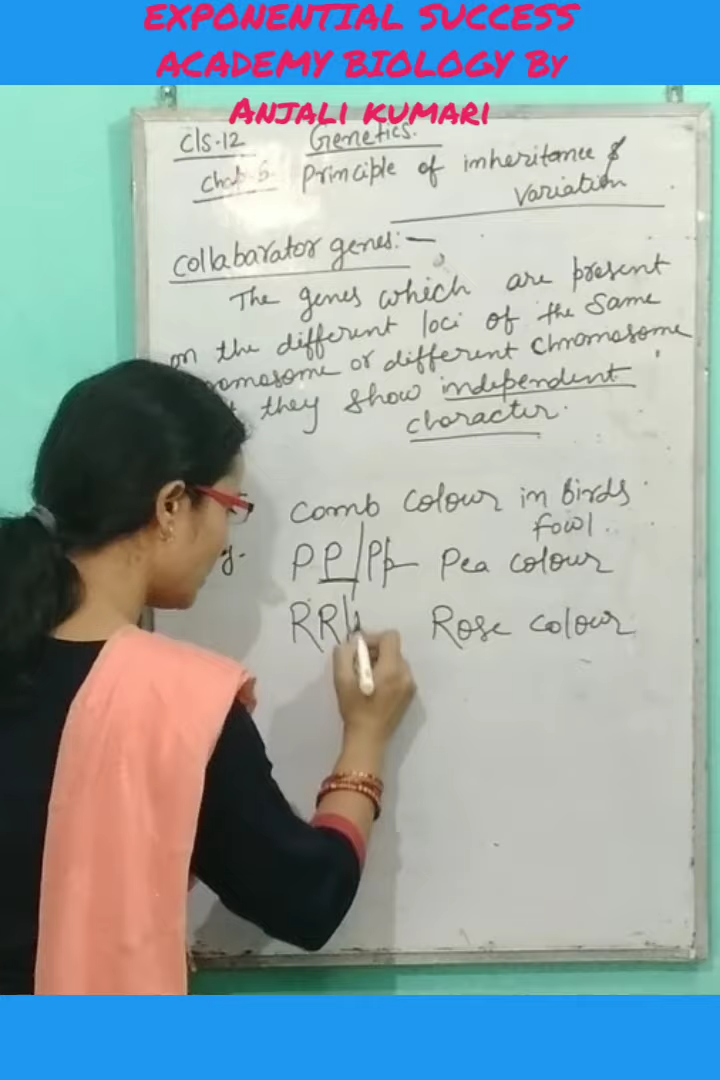 EXPONENTIAL SUCCESS
ACADEMY BIOLOGY By
ANJALI KUMARI
Cls-12 Genetics.
Chap-5. Principle of inheritance &
Variation
Collabarator genes:-
The genes which are present
on the different loci of the same
or different chromosome
they show independent
character.
Comb colour in Birds
fowl.
g. PP/Pp Pea colour
RR Rose colour